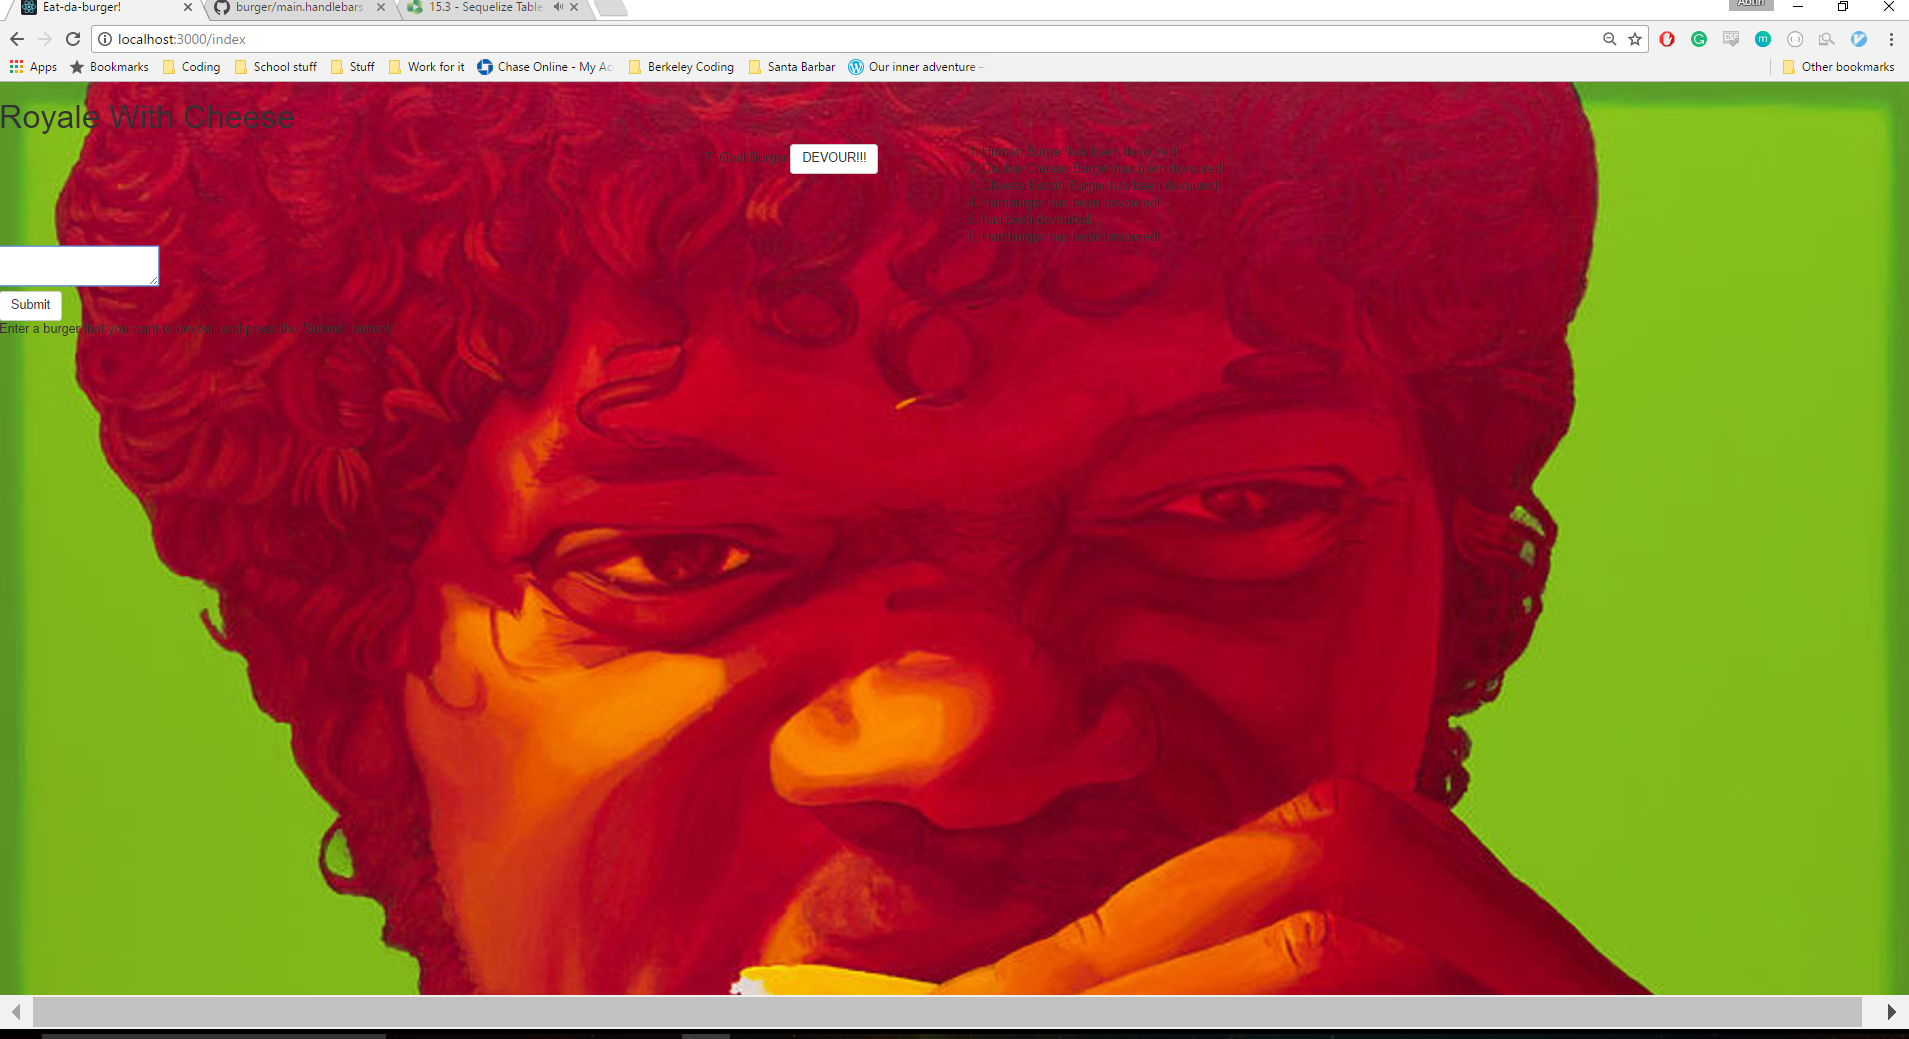 Eat-da-burger!
burger/main.handlebars
15.3 - Sequelize Table
Abtin
localhost:3000/index
Apps
Bookmarks
Coding
School stuff
Stuff
Work for it
Chase Online - My Ac
Berkeley Coding
Santa Barbar
Our inner adventure -
Other bookmarks
Royale With Cheese
7. Goat Burger DEVOUR!!!
1. Human Burger has been devoured!
2. Double Cheese Burger has been devoured!
3. Cheese Bacon Burger has been devoured!
4. Hamburger has been devoured!
5. has been devoured!
6. Hamburger has been devoured!
Submit
Enter a burger that you want to devour, and press the "Submit" button!